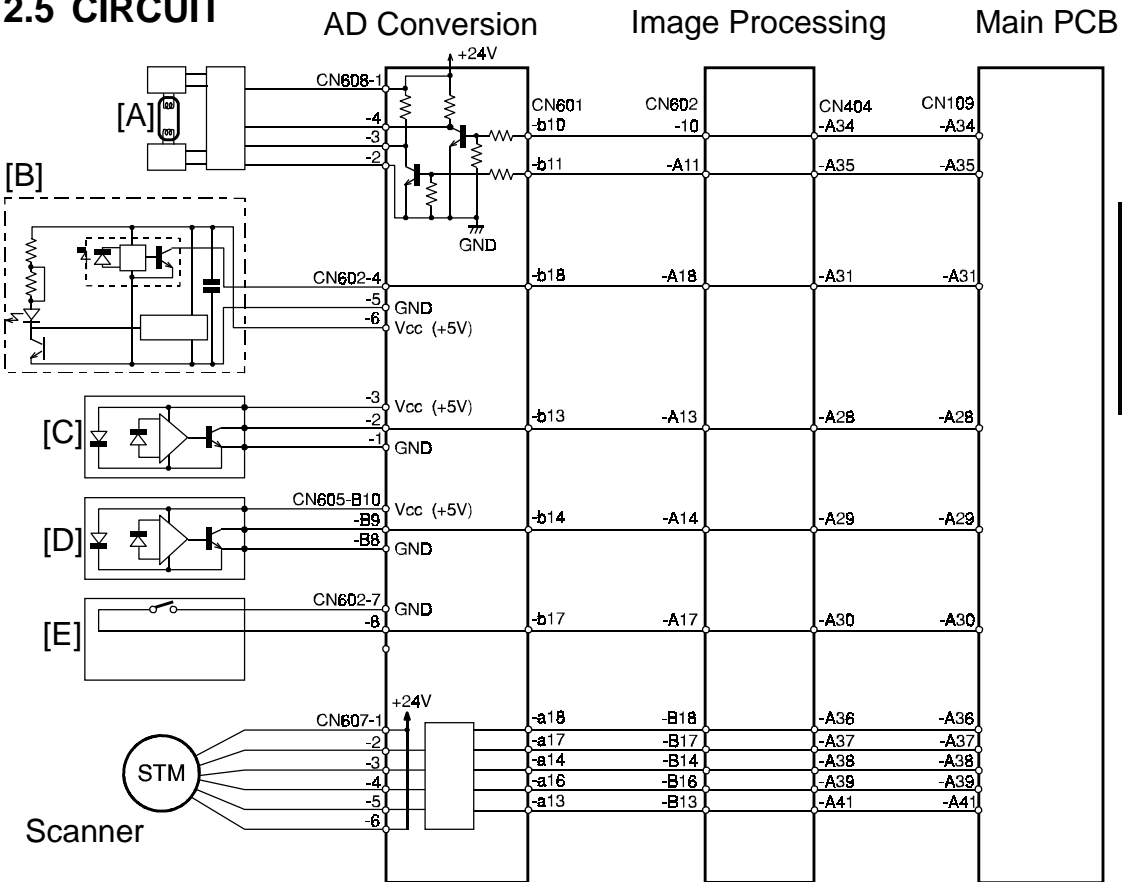 2.5 CIRCUIT
AD Conversion
Image Processing
Main PCB
+24V
CN608-1
-4
-3
-2
[A]
CN601
-b10
-b11
CN602
-10
-A11
CN404
-A34
-A35
CN109
-A34
-A35
GND
[B]
CN602-4
-5
-6
GND
Vcc (+5V)
-b18
-A18
-A31
-A31
[C]
-3
-2
-1
Vcc (+5V)
GND
-b13
-A13
-A28
-A28
[D]
CN605-B10
-B9
-B8
Vcc (+5V)
GND
-b14
-A14
-A29
-A29
[E]
CN602-7
-8
GND
-b17
-A17
-A30
-A30
+24V
CN607-1
-2
-3
-4
-5
-6
STM
Scanner
-a18 -B18 -A36 -A36
-a17 -B17 -A37 -A37
-a14 -B14 -A38 -A38
-a16 -B16 -A39 -A39
-a13 -B13 -A41 -A41